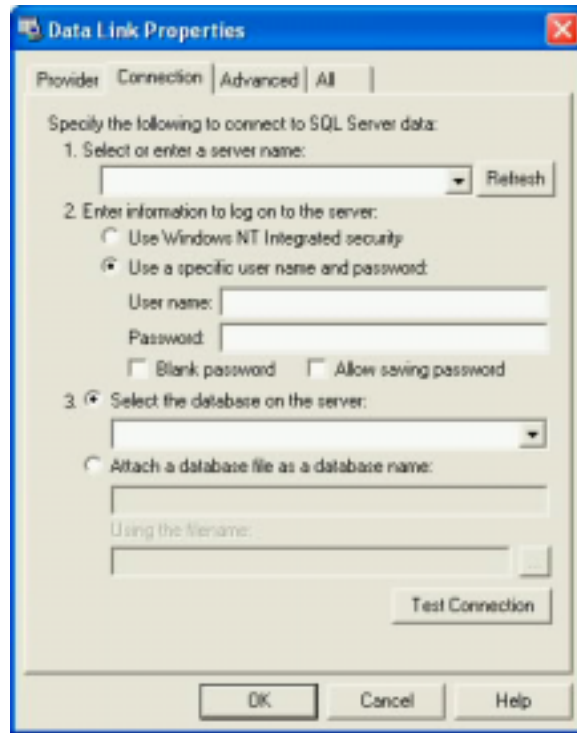 Data Link Properties
Provider Connection Advanced All
Specify the following to connect to SQL Server data:
1. Select or enter a server name:
Refresh
2. Enter information to log on to the server:
Use Windows NT Integrated security
Use a specific user name and password:
User name:
Password:
Blank password Allow saving password
3. Select the database on the server:
Attach a database file as a database name:
Using the filename:
...
Test Connection
OK Cancel Help